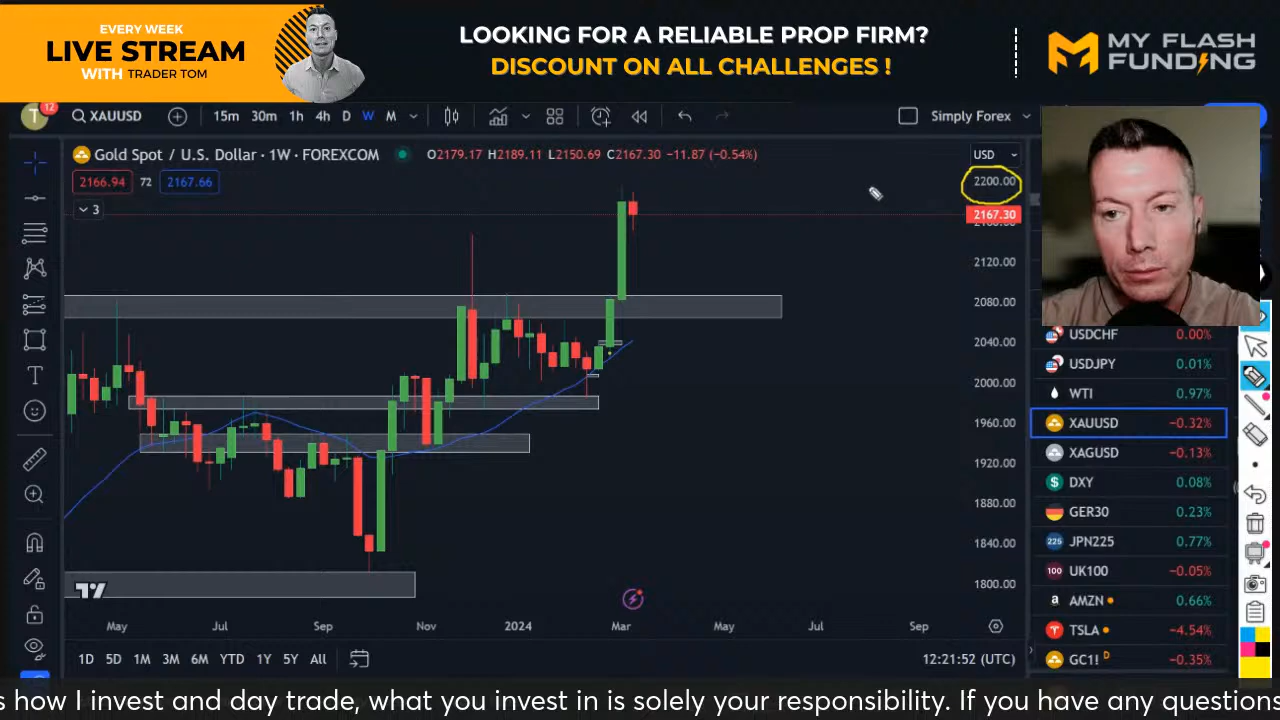 EVERY WEEK
LIVE STREAM
WITH TRADER TOM
LOOKING FOR A RELIABLE PROP FIRM?
DISCOUNT ON ALL CHALLENGES !
MY FLASH
FUNDING
T 12 XAUUSD 15m 30m 1h 4h D W M Simply Forex
Gold Spot / U.S. Dollar · 1W · FOREXCOM O2179.17 H2189.11 L2150.69 C2167.30 −11.87 (−0.54%) USD
2166.94 72 2167.66
3
2200.00
2167.30
2120.00
2080.00
2040.00
2000.00
1960.00
1920.00
1880.00
1840.00
1800.00
USDCHF 0.00%
USDJPY 0.01%
WTI 0.97%
XAUUSD −0.32%
XAGUSD −0.13%
DXY 0.08%
GER30 0.23%
225 JPN225 0.77%
100 UK100 −0.05%
AMZN 0.66%
TSLA −4.54%
GC1! D −0.35%
May Jul Sep Nov 2024 Mar May Jul Sep
1D 5D 1M 3M 6M YTD 1Y 5Y All 12:21:52 (UTC)
s how I invest and day trade, what you invest in is solely your responsibility. If you have any questions